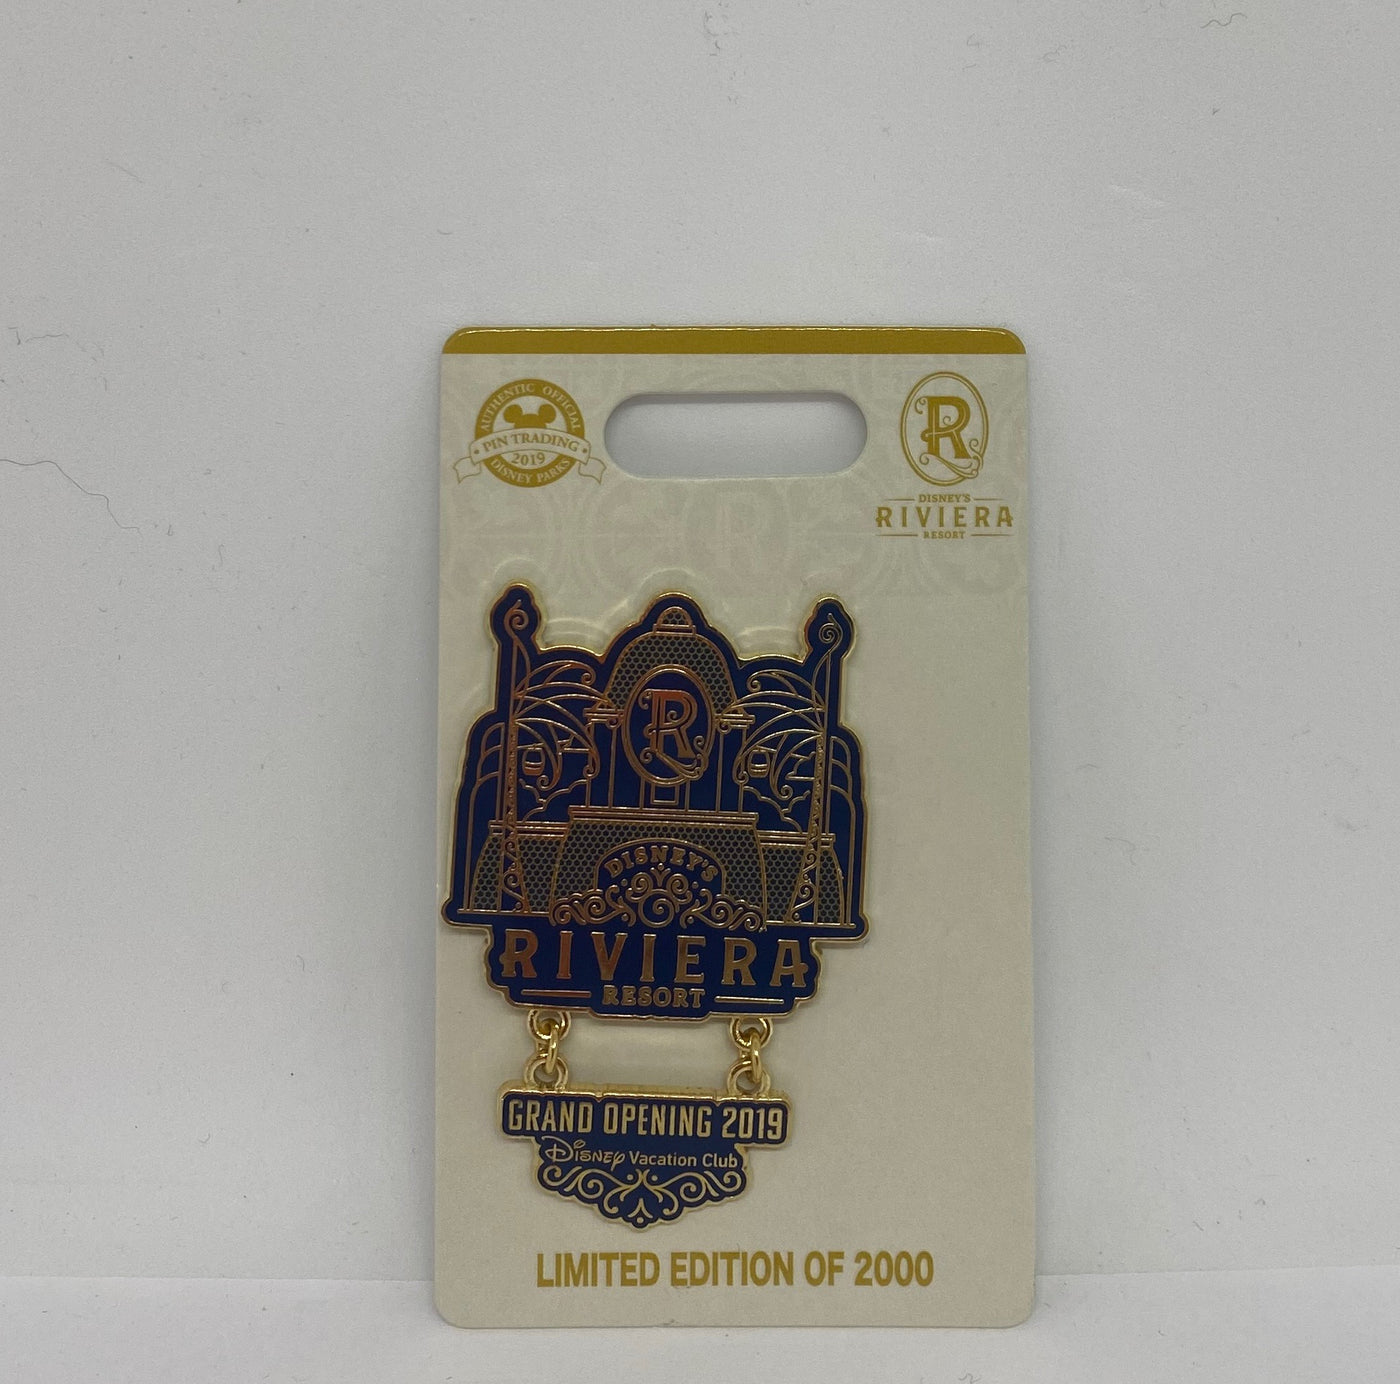 AUTHENTIC OFFICIAL
PIN TRADING
2019
DISNEY PARKS
R
DISNEY'S
RIVIERA
RESORT
R
DISNEY'S
RIVIERA
RESORT
GRAND OPENING 2019
Disney Vacation Club
LIMITED EDITION OF 2000